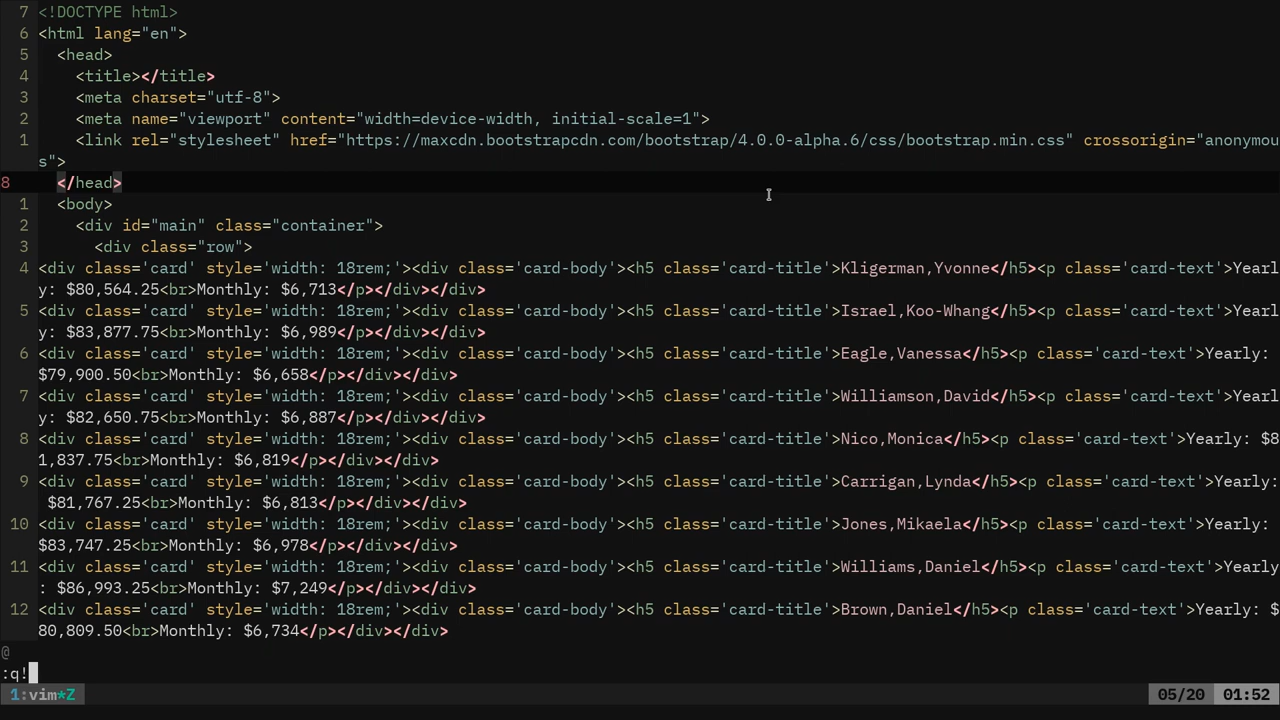 7 <!DOCTYPE html>
6 <html lang="en">
5   <head>
4     <title></title>
3     <meta charset="utf-8">
2     <meta name="viewport" content="width=device-width, initial-scale=1">
1     <link rel="stylesheet" href="https://maxcdn.bootstrapcdn.com/bootstrap/4.0.0-alpha.6/css/bootstrap.min.css" crossorigin="anonymou
s">
8   </head>
1   <body>
2     <div id="main" class="container">
3       <div class="row">
4 <div class='card' style='width: 18rem;'><div class='card-body'><h5 class='card-title'>Kligerman,Yvonne</h5><p class='card-text'>Yearl
y: $80,564.25<br>Monthly: $6,713</p></div></div>
5 <div class='card' style='width: 18rem;'><div class='card-body'><h5 class='card-title'>Israel,Koo-Whang</h5><p class='card-text'>Yearl
y: $83,877.75<br>Monthly: $6,989</p></div></div>
6 <div class='card' style='width: 18rem;'><div class='card-body'><h5 class='card-title'>Eagle,Vanessa</h5><p class='card-text'>Yearly:
$79,900.50<br>Monthly: $6,658</p></div></div>
7 <div class='card' style='width: 18rem;'><div class='card-body'><h5 class='card-title'>Williamson,David</h5><p class='card-text'>Yearl
y: $82,650.75<br>Monthly: $6,887</p></div></div>
8 <div class='card' style='width: 18rem;'><div class='card-body'><h5 class='card-title'>Nico,Monica</h5><p class='card-text'>Yearly: $8
1,837.75<br>Monthly: $6,819</p></div></div>
9 <div class='card' style='width: 18rem;'><div class='card-body'><h5 class='card-title'>Carrigan,Lynda</h5><p class='card-text'>Yearly:
 $81,767.25<br>Monthly: $6,813</p></div></div>
10 <div class='card' style='width: 18rem;'><div class='card-body'><h5 class='card-title'>Jones,Mikaela</h5><p class='card-text'>Yearly:
$83,747.25<br>Monthly: $6,978</p></div></div>
11 <div class='card' style='width: 18rem;'><div class='card-body'><h5 class='card-title'>Williams,Daniel</h5><p class='card-text'>Yearly
: $86,993.25<br>Monthly: $7,249</p></div></div>
12 <div class='card' style='width: 18rem;'><div class='card-body'><h5 class='card-title'>Brown,Daniel</h5><p class='card-text'>Yearly: $
80,809.50<br>Monthly: $6,734</p></div></div>
@
:q!
1:vim*Z 05/20 01:52